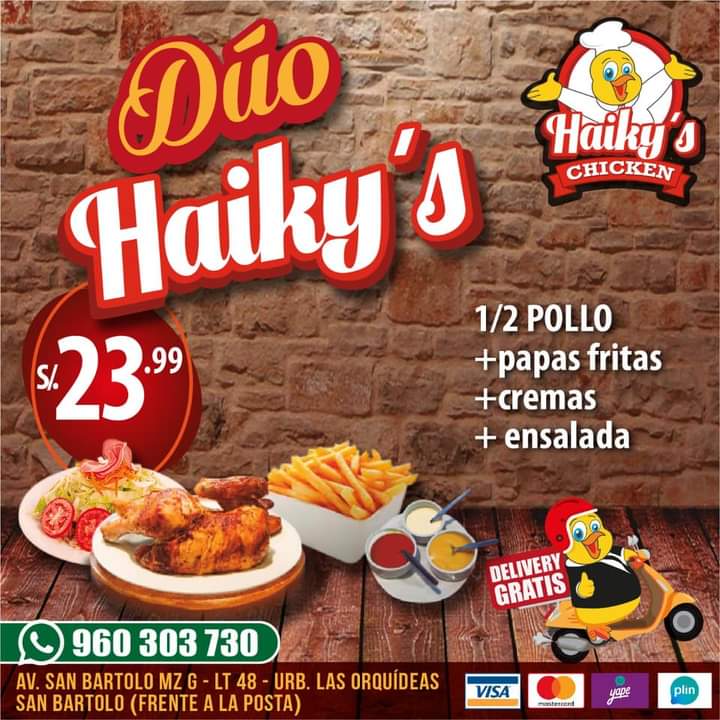 Dúo
Haiky's
Haiky's
CHICKEN
S/. 23.99
1/2 POLLO
+papas fritas
+cremas
+ ensalada
DELIVERY
GRATIS
960 303 730
AV. SAN BARTOLO MZ G - LT 48 - URB. LAS ORQUÍDEAS
SAN BARTOLO (FRENTE A LA POSTA)
VISA
mastercard
yape
plin